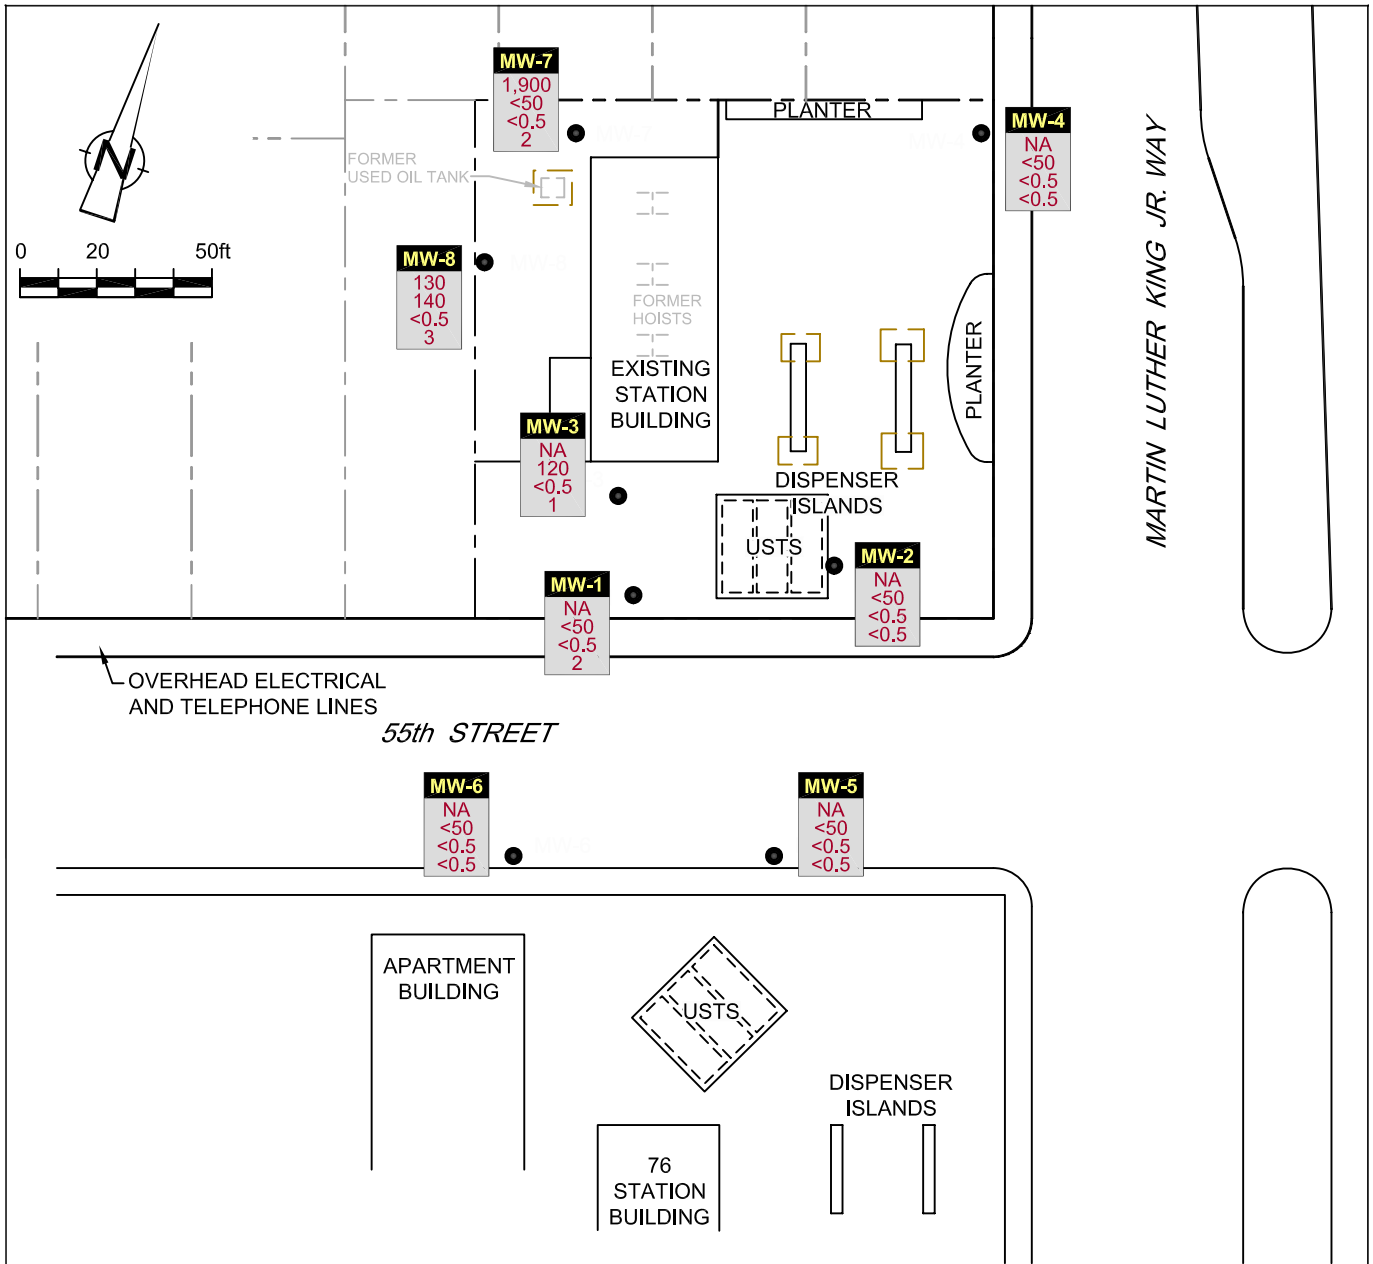 MW-7
1,900
<50
<0.5
2
MW-7
PLANTER
MW-4
MW-4
NA
<50
<0.5
<0.5
N
FORMER
USED OIL TANK
0 20 50ft
MW-8
130
140
<0.5
3
FORMER
HOISTS
EXISTING
STATION
BUILDING
PLANTER
MARTIN LUTHER KING JR. WAY
MW-3
NA
120
<0.5
1
DISPENSER
ISLANDS
USTS
MW-2
NA
<50
<0.5
<0.5
MW-1
NA
<50
<0.5
2
OVERHEAD ELECTRICAL
AND TELEPHONE LINES
55th STREET
MW-6
NA
<50
<0.5
<0.5
MW-5
NA
<50
<0.5
<0.5
APARTMENT
BUILDING
USTS
DISPENSER
ISLANDS
76
STATION
BUILDING